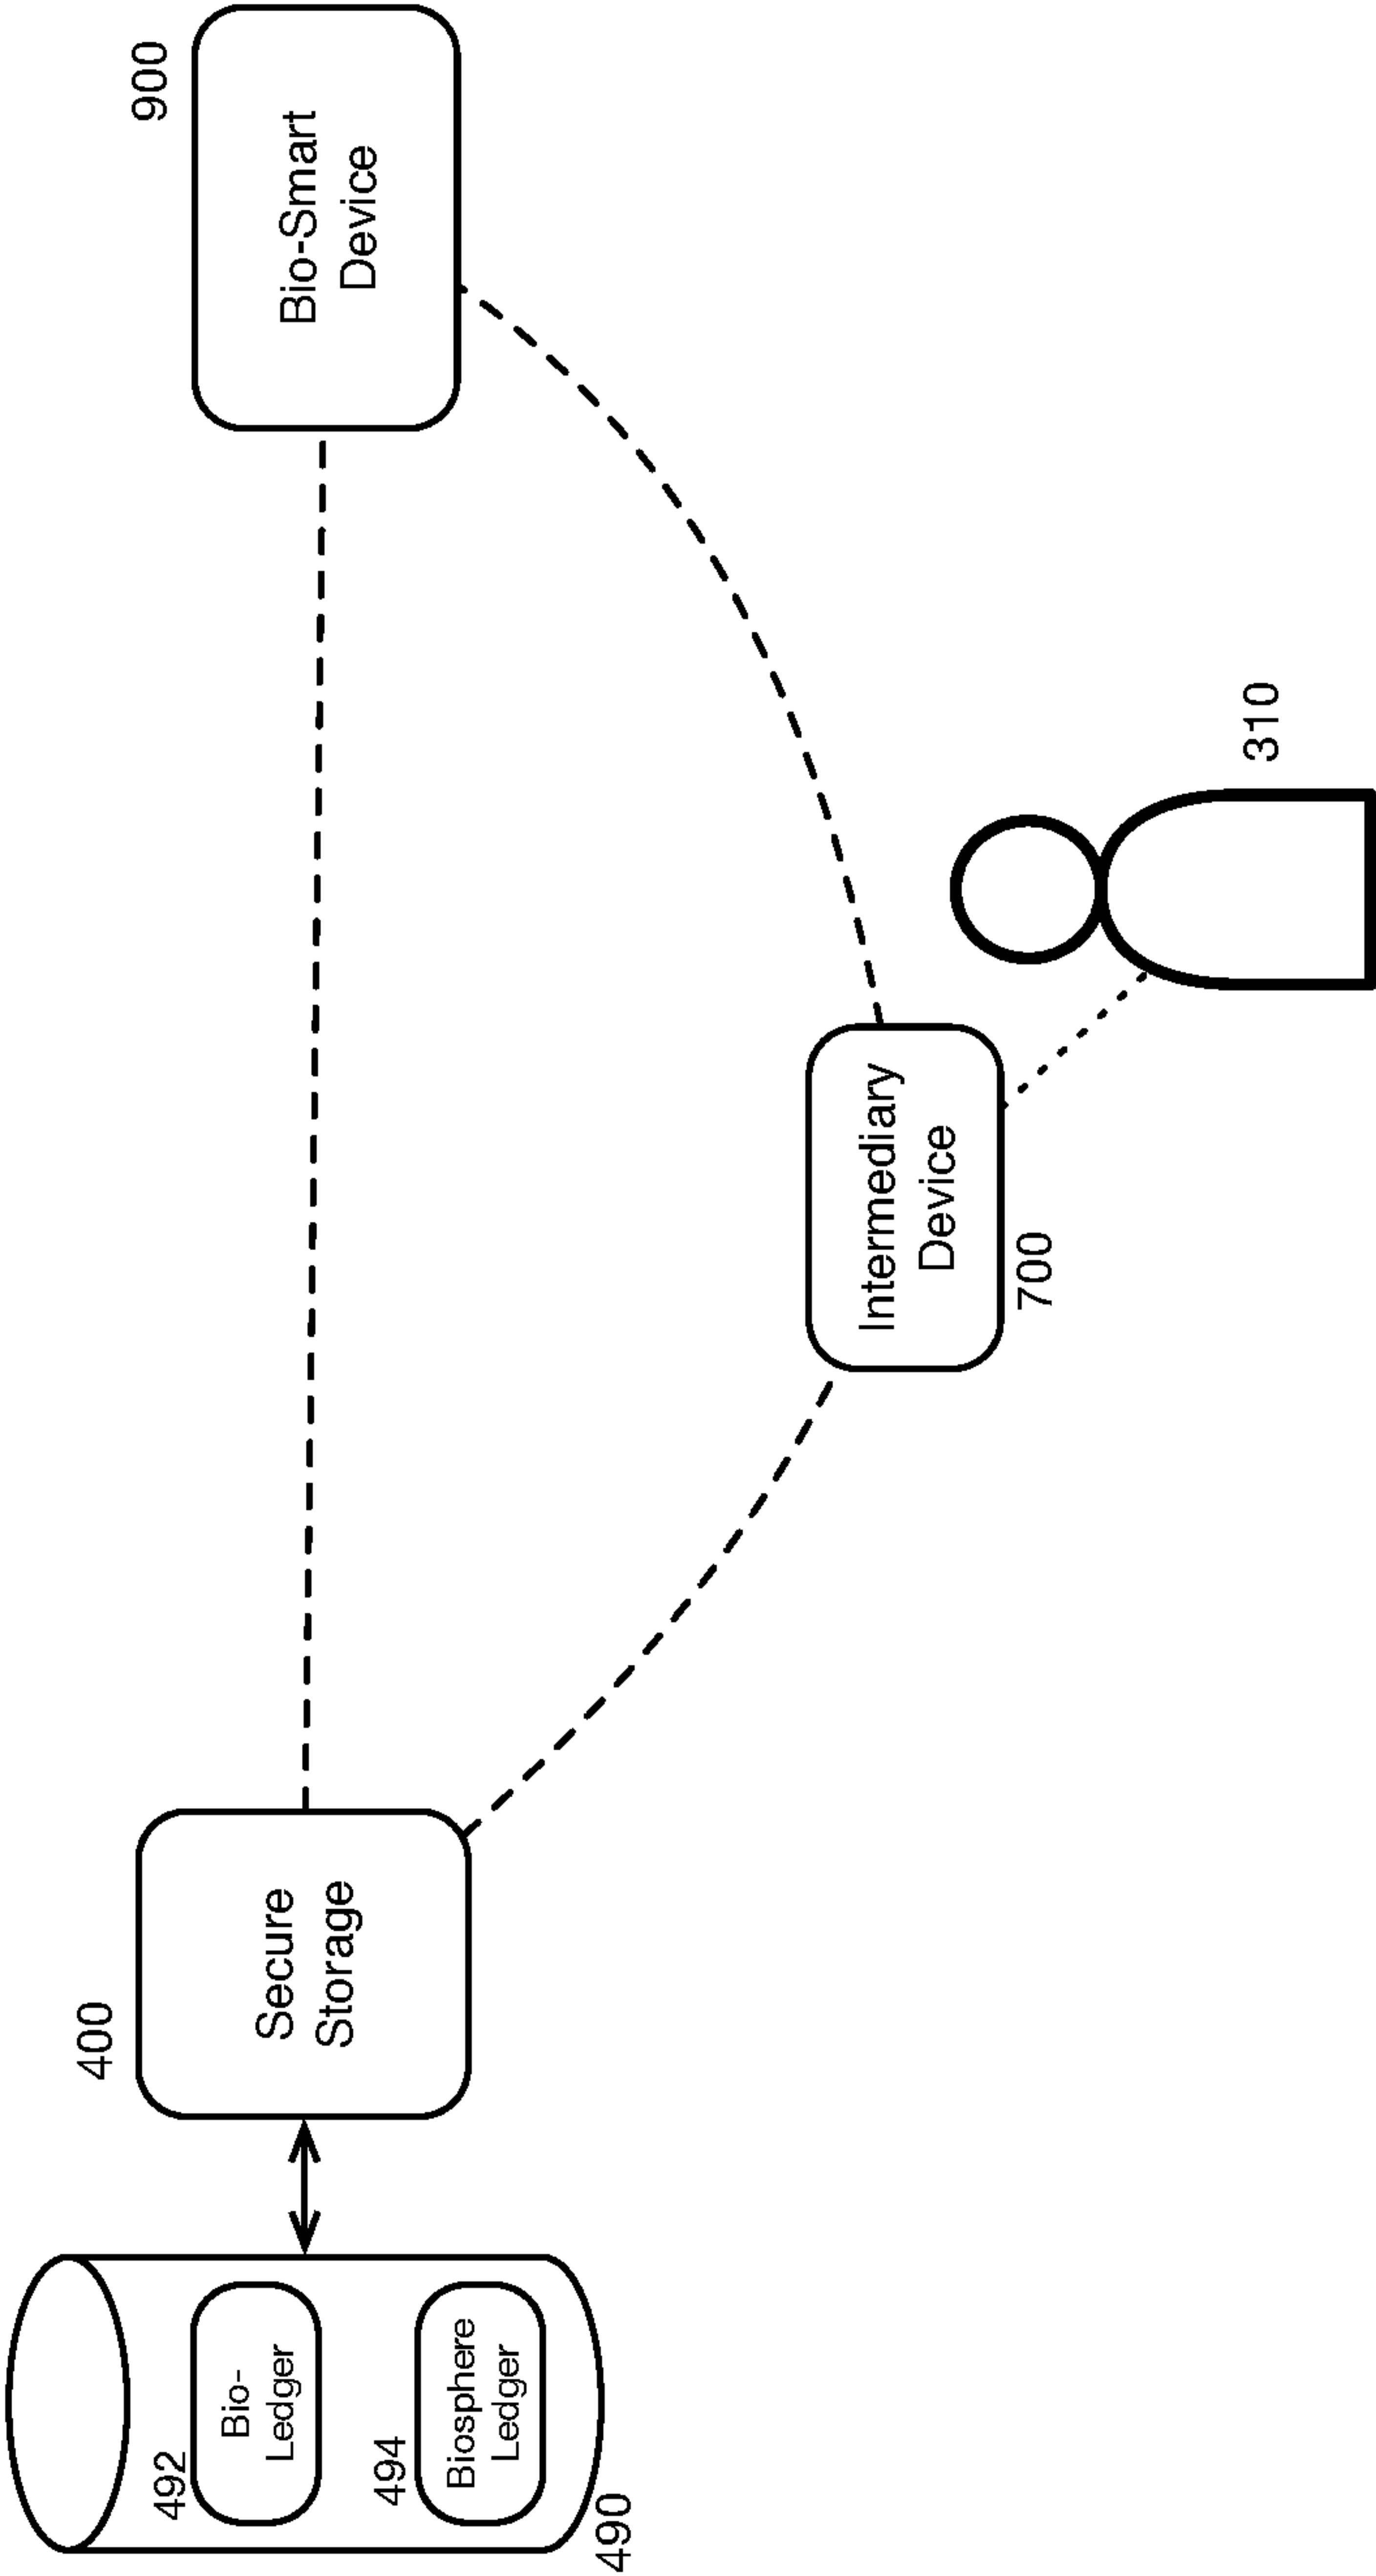 400
900
492
Bio-
Ledger
Secure
Storage
Bio-Smart
Device
494
Biosphere
Ledger
490
Intermediary
Device
700
310